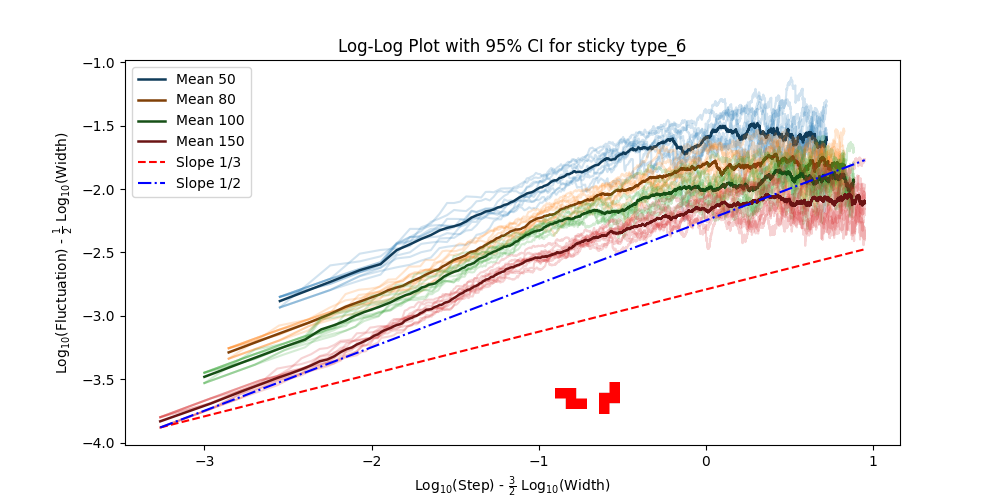 Log-Log Plot with 95% CI for sticky type_6
Mean 50
Mean 80
Mean 100
Mean 150
Slope 1/3
Slope 1/2
Log₁₀(Fluctuation) - ½ Log₁₀(Width)
−1.0
−1.5
−2.0
−2.5
−3.0
−3.5
−4.0
−3
−2
−1
0
1
Log₁₀(Step) - 3/2 Log₁₀(Width)